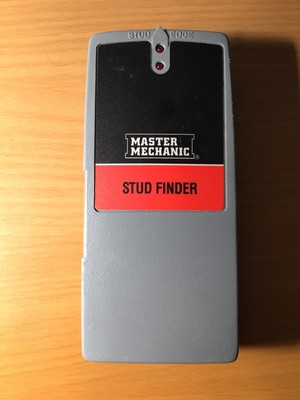 STUD EDGE
MASTER
MECHANIC®
STUD FINDER